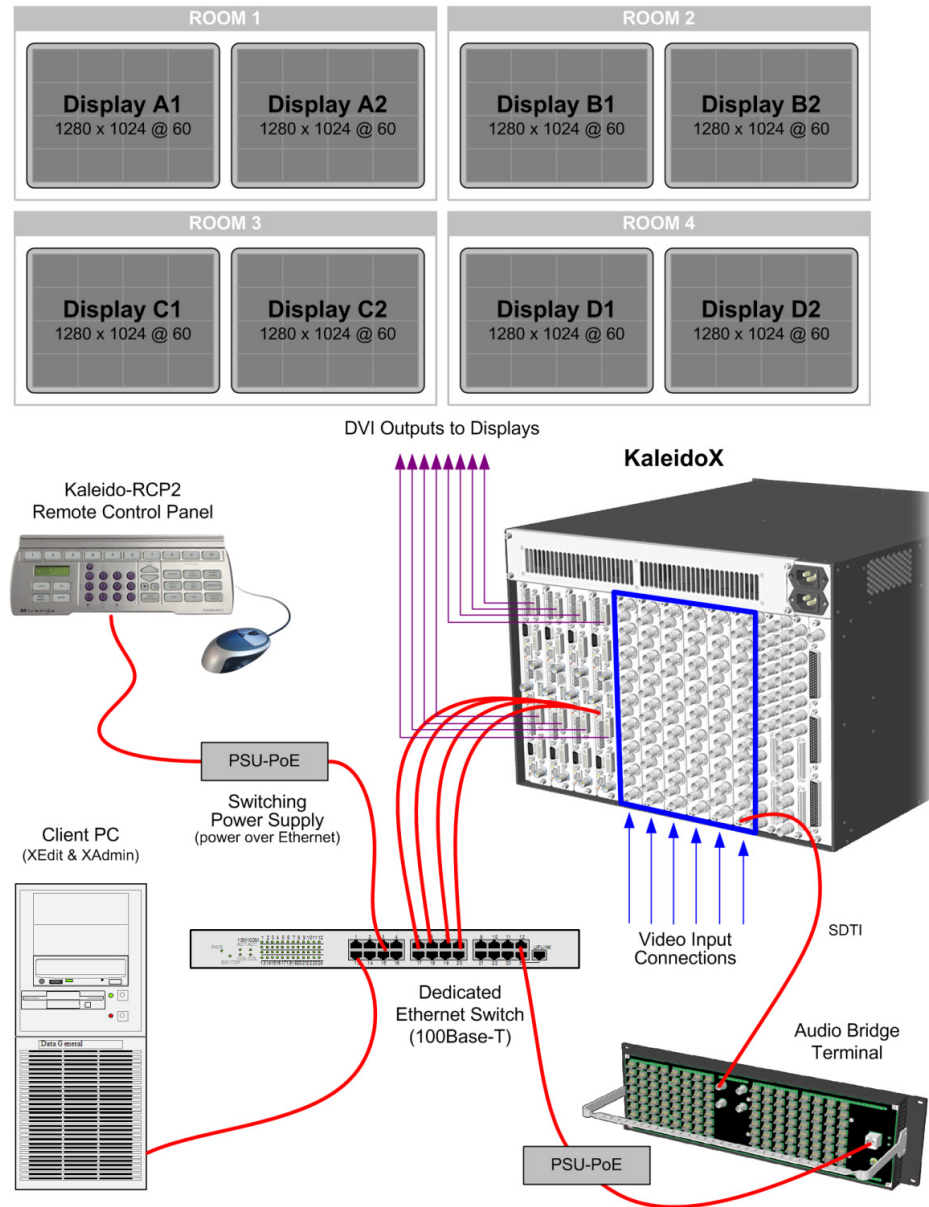 ROOM 1
ROOM 2
Display A1
1280 x 1024 @ 60
Display A2
1280 x 1024 @ 60
Display B1
1280 x 1024 @ 60
Display B2
1280 x 1024 @ 60
ROOM 3
ROOM 4
Display C1
1280 x 1024 @ 60
Display C2
1280 x 1024 @ 60
Display D1
1280 x 1024 @ 60
Display D2
1280 x 1024 @ 60
DVI Outputs to Displays
KaleidoX
Kaleido-RCP2
Remote Control Panel
Miranda
PSU-PoE
Switching
Power Supply
(power over Ethernet)
Client PC
(XEdit & XAdmin)
SDTI
Video Input
Connections
UPLINK
Dedicated
Ethernet Switch
(100Base-T)
Audio Bridge
Terminal
Data General
PSU-PoE